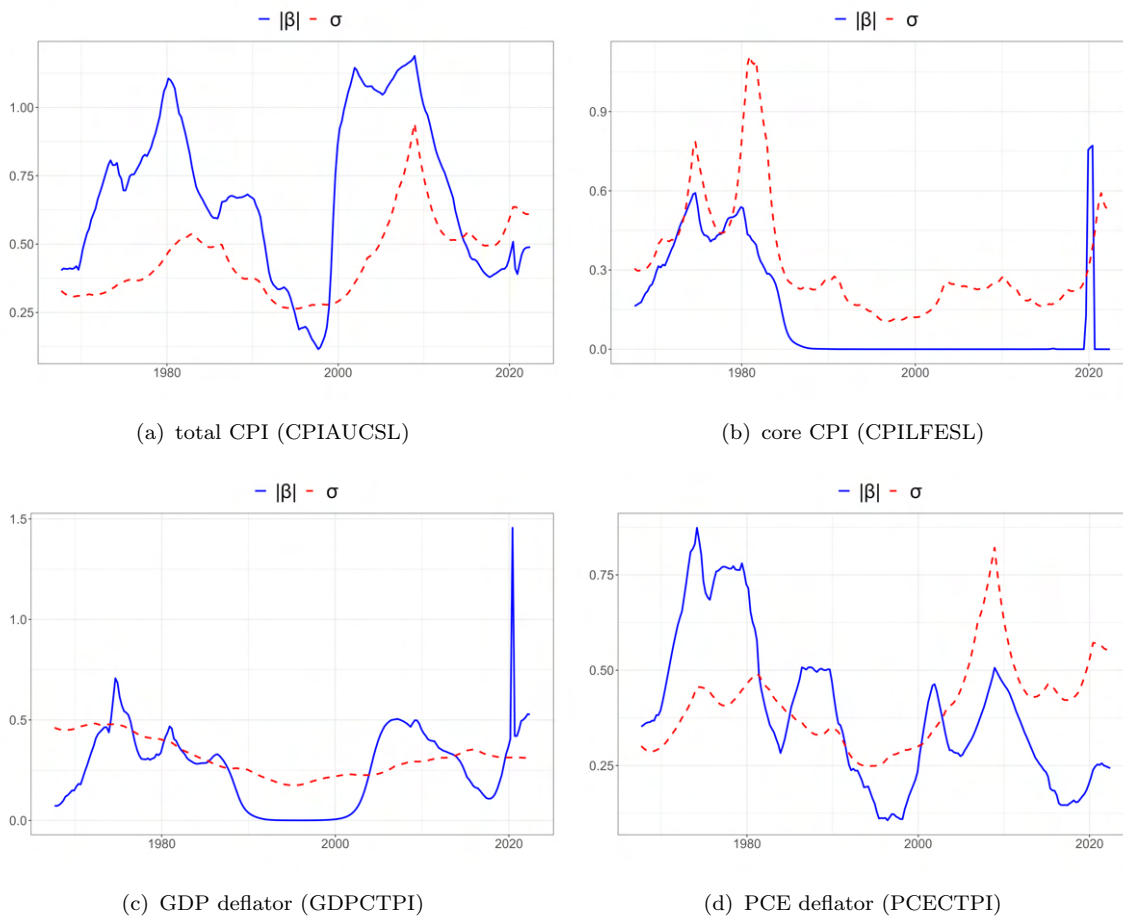 |β| σ
|β| σ
1.00
0.75
0.50
0.25
1980 2000 2020
0.9
0.6
0.3
0.0
1980 2000 2020
(a) total CPI (CPIAUCSL)
(b) core CPI (CPILFESL)
|β| σ
|β| σ
1.5
1.0
0.5
0.0
1980 2000 2020
0.75
0.50
0.25
1980 2000 2020
(c) GDP deflator (GDPCTPI)
(d) PCE deflator (PCECTPI)